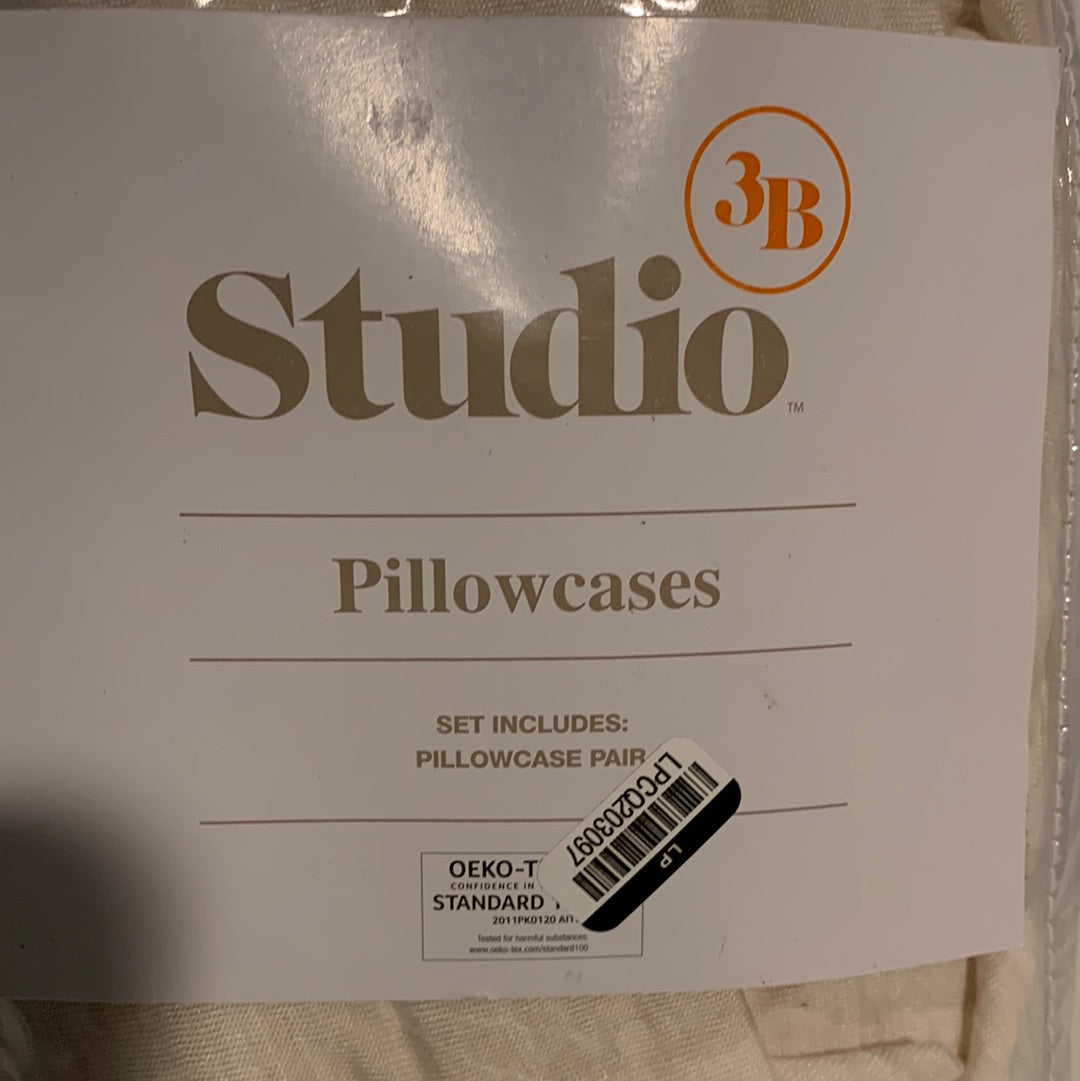 3B
Studio™
Pillowcases
SET INCLUDES:
PILLOWCASE PAIR
LPCQ203097
LP
OEKO-T
CONFIDENCE IN
STANDARD
2011PK0120 AIT
Tested for harmful substances.
www.oeko-tex.com/standard100